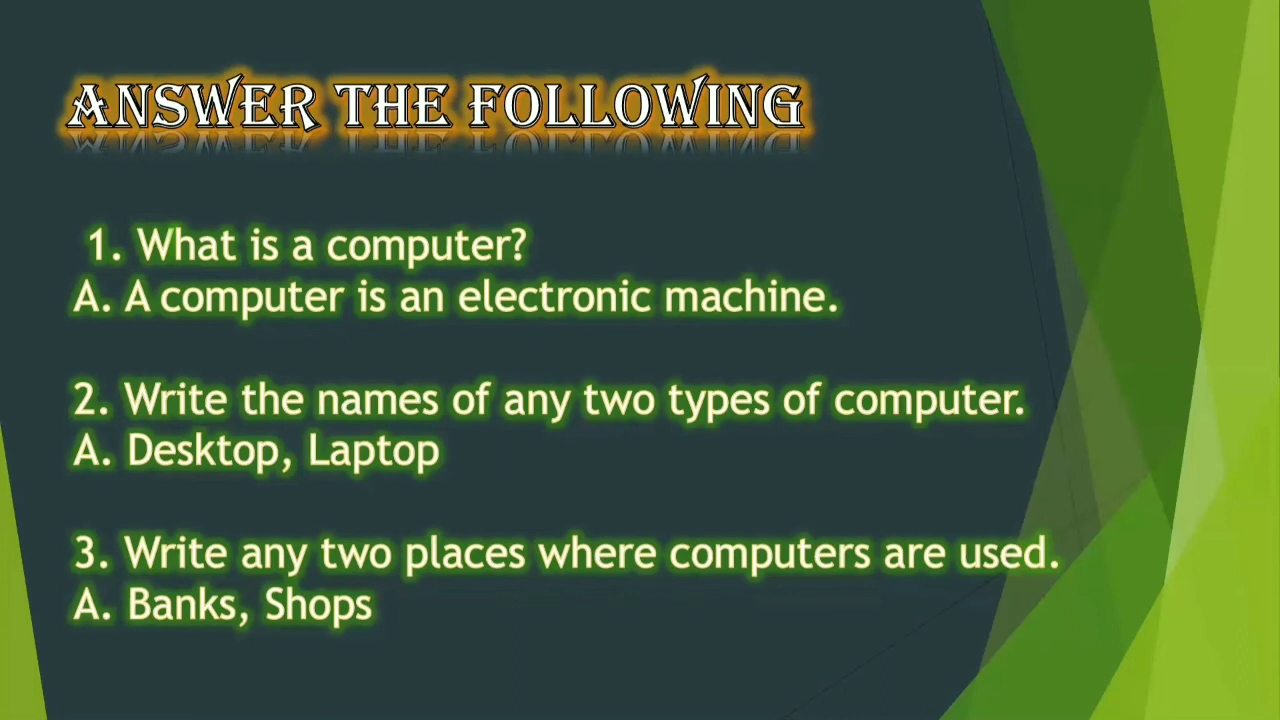 ANSWER THE FOLLOWING
1. What is a computer?
A. A computer is an electronic machine.
2. Write the names of any two types of computer.
A. Desktop, Laptop
3. Write any two places where computers are used.
A. Banks, Shops